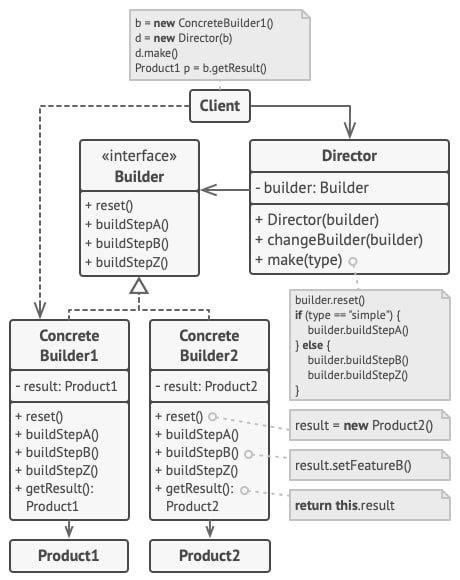 b = new ConcreteBuilder1()
d = new Director(b)
d.make()
Product1 p = b.getResult()
Client
«interface»
Builder
+ reset()
+ buildStepA()
+ buildStepB()
+ buildStepZ()
Director
- builder: Builder
+ Director(builder)
+ changeBuilder(builder)
+ make(type)
builder.reset()
if (type == "simple") {
builder.buildStepA()
} else {
builder.buildStepB()
builder.buildStepZ()
}
Concrete
Builder1
- result: Product1
+ reset()
+ buildStepA()
+ buildStepB()
+ buildStepZ()
+ getResult():
Product1
Concrete
Builder2
- result: Product2
+ reset()
+ buildStepA()
+ buildStepB()
+ buildStepZ()
+ getResult():
Product2
result = new Product2()
result.setFeatureB()
return this.result
Product1
Product2